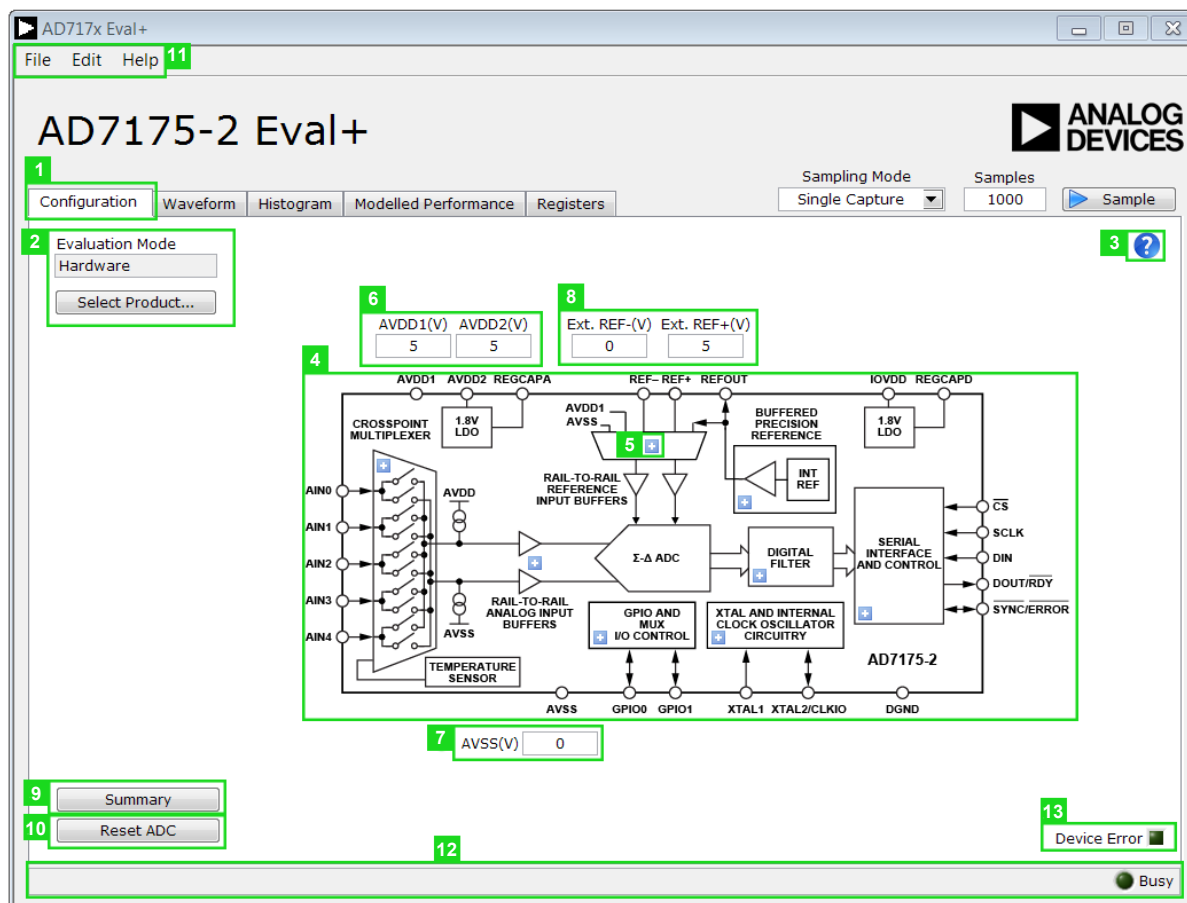 AD717x Eval+
File Edit Help 11
AD7175-2 Eval+
ANALOG
DEVICES
1
Sampling Mode Samples
Configuration Waveform Histogram Modelled Performance Registers
Single Capture 1000 Sample
2 Evaluation Mode
Hardware
Select Product...
3 ?
6 8
AVDD1(V) AVDD2(V) Ext. REF-(V) Ext. REF+(V)
5 5 0 5
4
AVDD1 AVDD2 REGCAPA REF– REF+ REFOUT IOVDD REGCAPD
CROSSPOINT
MULTIPLEXER
1.8V
LDO
AVDD1
AVSS
5
BUFFERED
PRECISION
REFERENCE
1.8V
LDO
INT
REF
RAIL-TO-RAIL
REFERENCE
INPUT BUFFERS
AVDD
AIN0
AIN1
AIN2
AIN3
AIN4
Σ-Δ ADC
DIGITAL
FILTER
SERIAL
INTERFACE
AND CONTROL
CS
SCLK
DIN
DOUT/RDY
SYNC/ERROR
RAIL-TO-RAIL
ANALOG INPUT
BUFFERS
AVSS
GPIO AND
MUX
I/O CONTROL
XTAL AND INTERNAL
CLOCK OSCILLATOR
CIRCUITRY
TEMPERATURE
SENSOR
AD7175-2
AVSS GPIO0 GPIO1 XTAL1 XTAL2/CLKIO DGND
7 AVSS(V) 0
9 Summary
10 Reset ADC
13
Device Error
12
Busy